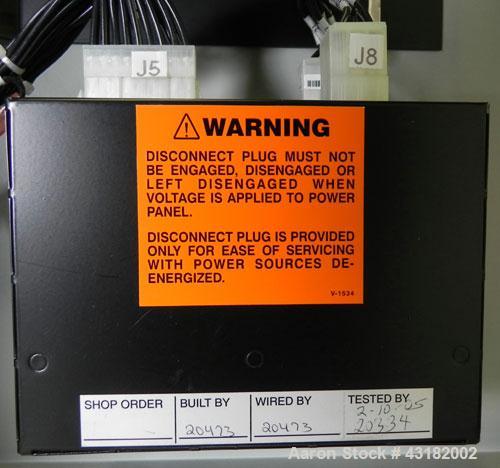 J5
J8
WARNING
DISCONNECT PLUG MUST NOT
BE ENGAGED, DISENGAGED OR
LEFT DISENGAGED WHEN
VOLTAGE IS APPLIED TO POWER
PANEL.
DISCONNECT PLUG IS PROVIDED
ONLY FOR EASE OF SERVICING
WITH POWER SOURCES DE-
ENERGIZED.
V-1534
SHOP ORDER BUILT BY WIRED BY TESTED BY
2-10-05
20473 20473 20334
Aaron Stock # 43182002